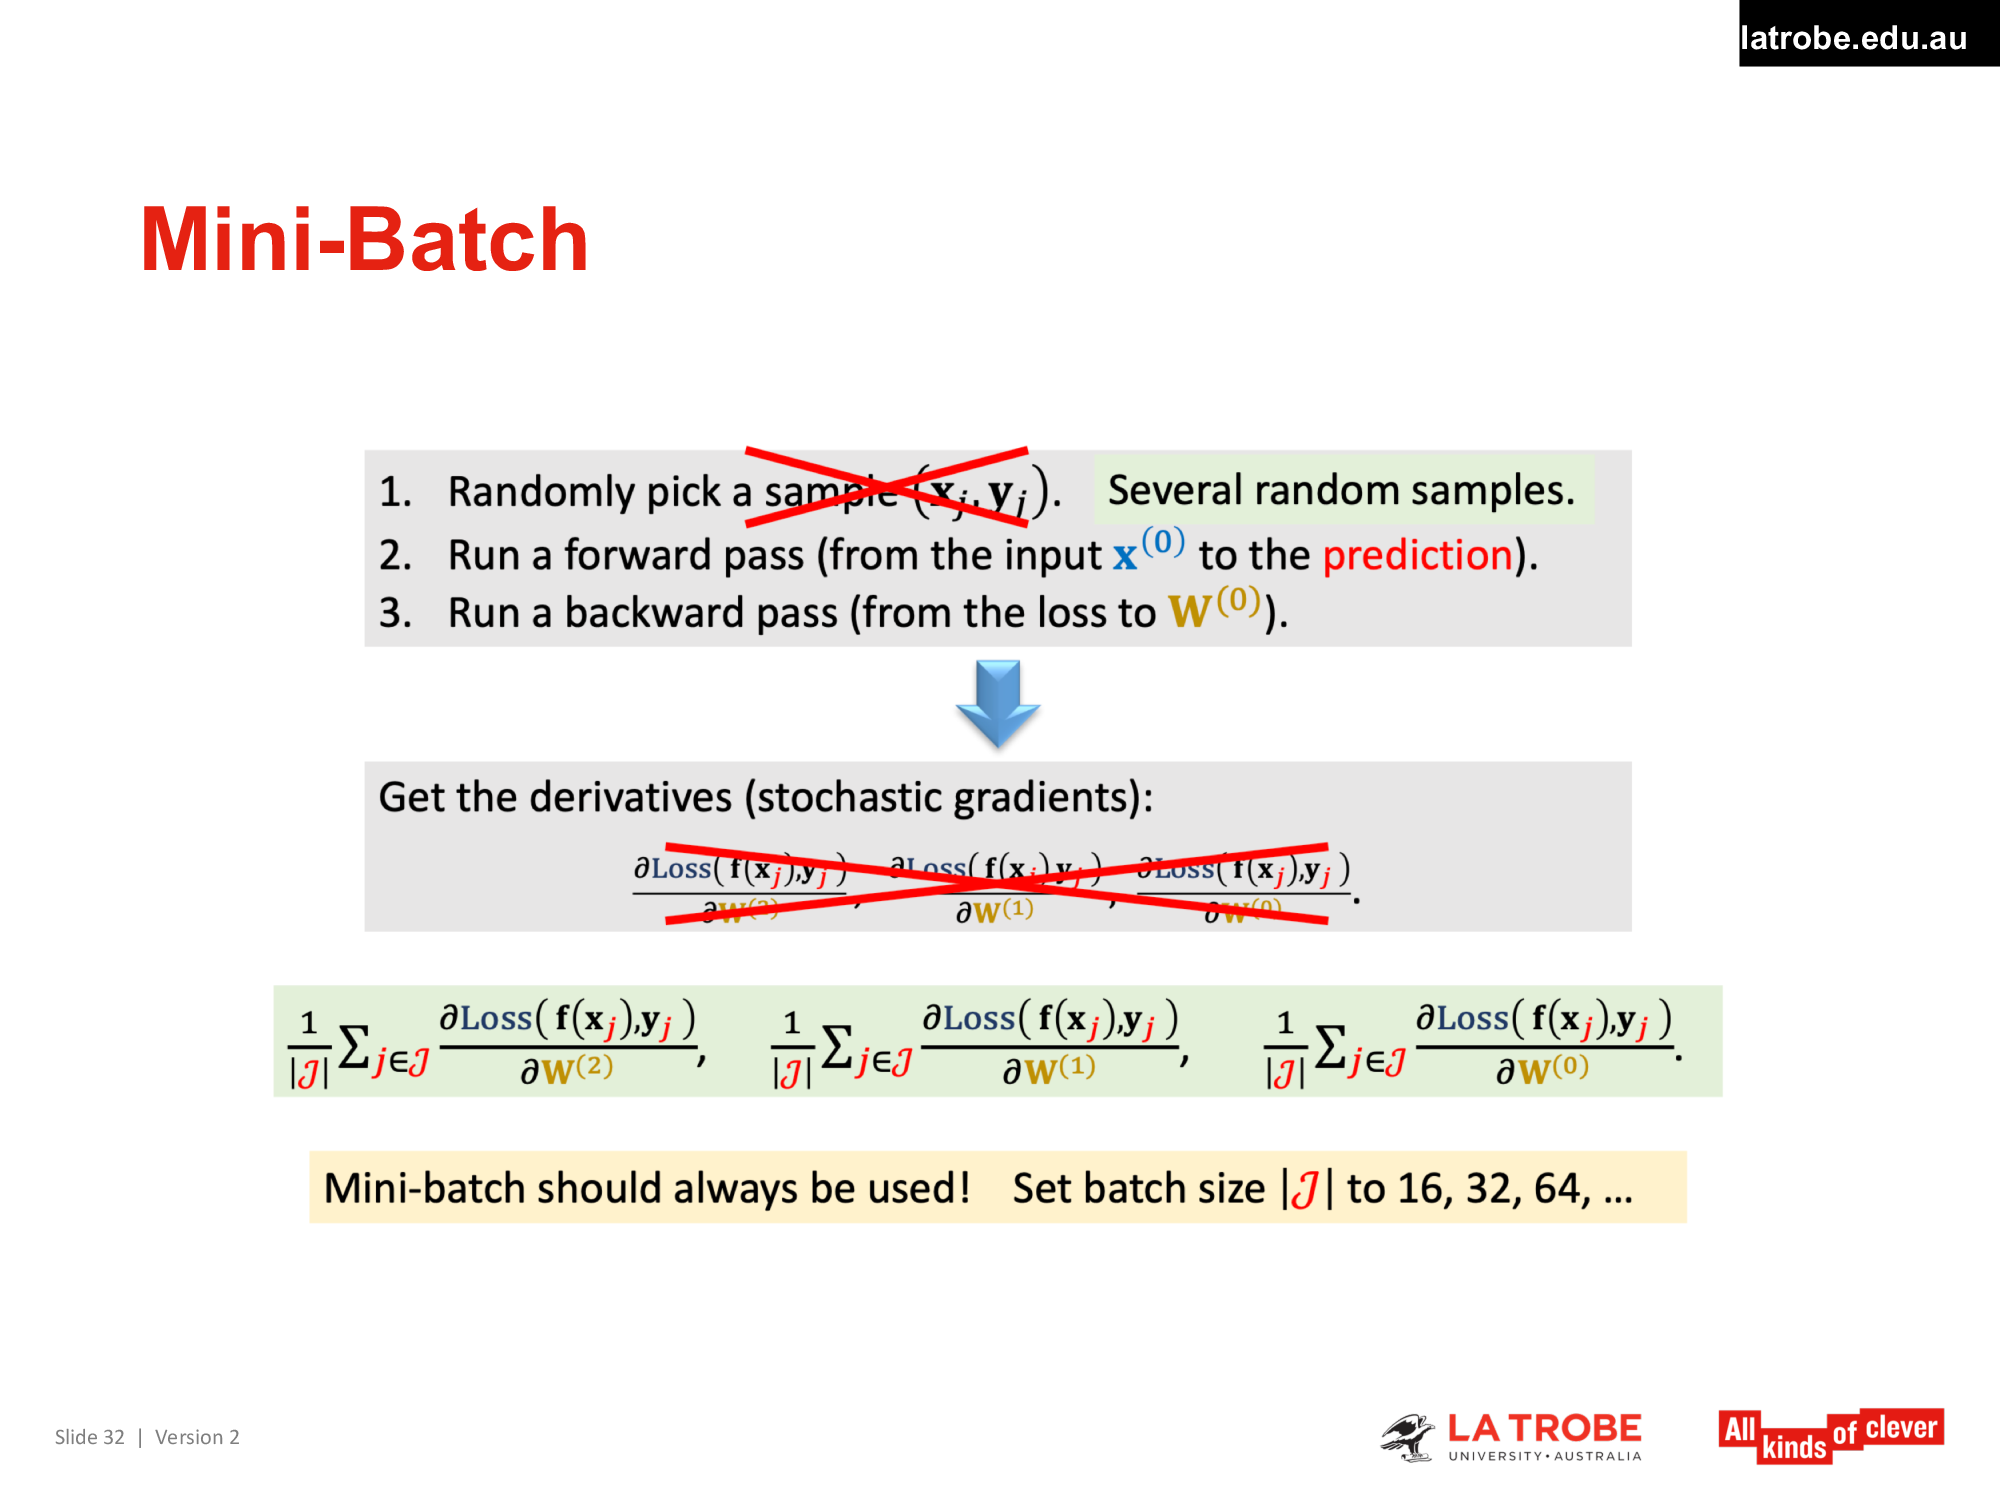 latrobe.edu.au
Mini-Batch
1. Randomly pick a sample (𝐱ⱼ, 𝐲ⱼ). Several random samples.
2. Run a forward pass (from the input 𝐱⁽⁰⁾ to the prediction).
3. Run a backward pass (from the loss to 𝐖⁽⁰⁾).
Get the derivatives (stochastic gradients):
∂Loss(𝐟(𝐱ⱼ),𝐲ⱼ)/∂𝐖⁽²⁾, ∂Loss(𝐟(𝐱ⱼ),𝐲ⱼ)/∂𝐖⁽¹⁾, ∂Loss(𝐟(𝐱ⱼ),𝐲ⱼ)/∂𝐖⁽⁰⁾.
1/|𝒥| ∑_{j∈𝒥} ∂Loss(𝐟(𝐱ⱼ),𝐲ⱼ)/∂𝐖⁽²⁾, 1/|𝒥| ∑_{j∈𝒥} ∂Loss(𝐟(𝐱ⱼ),𝐲ⱼ)/∂𝐖⁽¹⁾, 1/|𝒥| ∑_{j∈𝒥} ∂Loss(𝐟(𝐱ⱼ),𝐲ⱼ)/∂𝐖⁽⁰⁾.
Mini-batch should always be used! Set batch size |𝒥| to 16, 32, 64, ...
Slide 32 | Version 2
LA TROBE
UNIVERSITY • AUSTRALIA
All kinds of clever